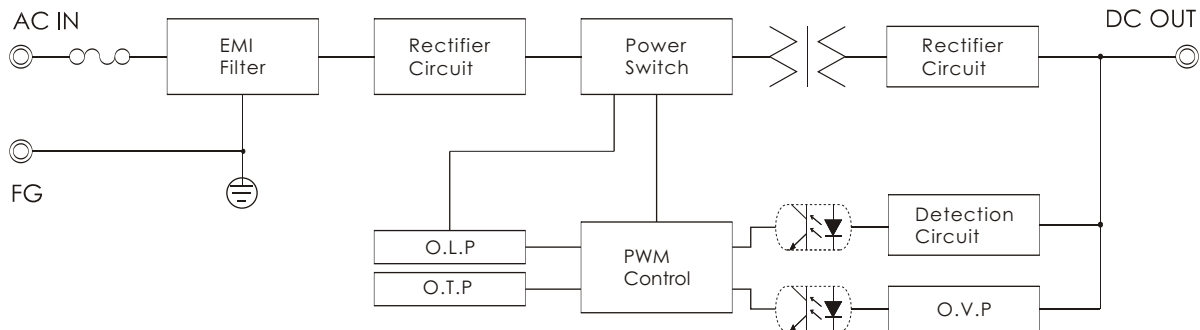 AC IN
EMI
Filter
Rectifier
Circuit
Power
Switch
Rectifier
Circuit
DC OUT
FG
O.L.P
O.T.P
PWM
Control
Detection
Circuit
O.V.P